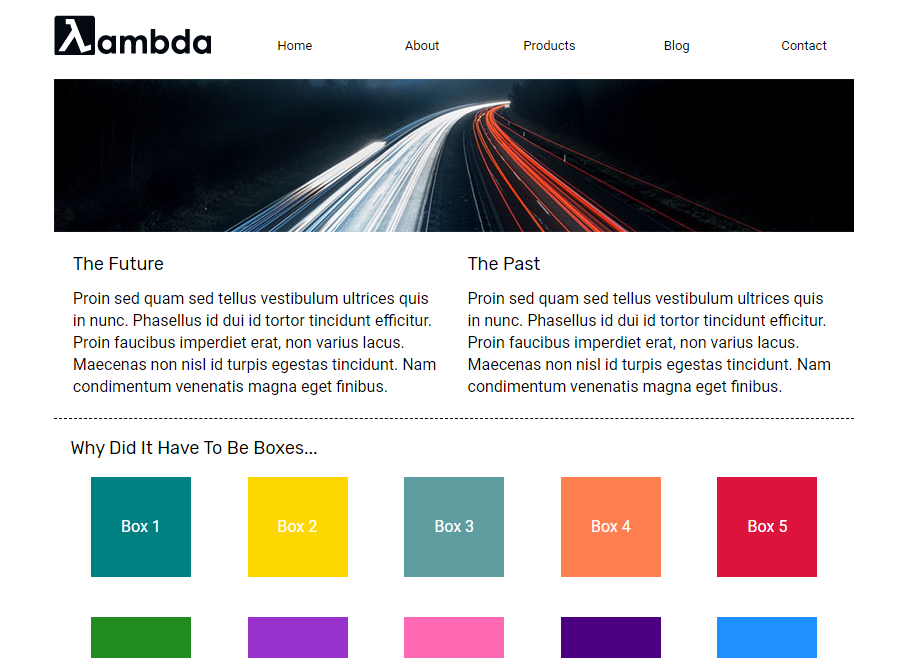 λambda
Home
About
Products
Blog
Contact
The Future
Proin sed quam sed tellus vestibulum ultrices quis
in nunc. Phasellus id dui id tortor tincidunt efficitur.
Proin faucibus imperdiet erat, non varius lacus.
Maecenas non nisl id turpis egestas tincidunt. Nam
condimentum venenatis magna eget finibus.
The Past
Proin sed quam sed tellus vestibulum ultrices quis
in nunc. Phasellus id dui id tortor tincidunt efficitur.
Proin faucibus imperdiet erat, non varius lacus.
Maecenas non nisl id turpis egestas tincidunt. Nam
condimentum venenatis magna eget finibus.
Why Did It Have To Be Boxes...
Box 1
Box 2
Box 3
Box 4
Box 5